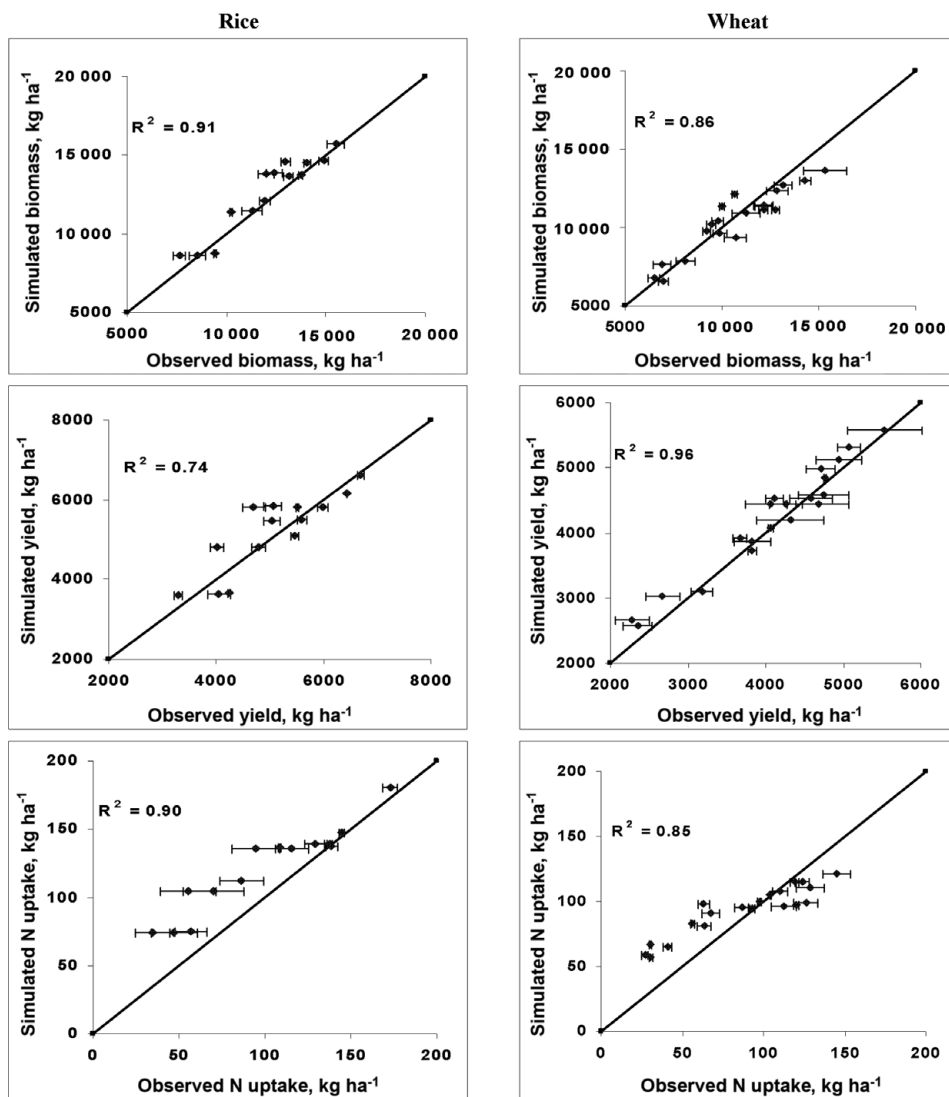 Rice
Wheat
20 000
15 000
10 000
5000
5000
10 000
15 000
20 000
R² = 0.91
Simulated biomass, kg ha⁻¹
Observed biomass, kg ha⁻¹
20 000
15 000
10 000
5000
5000
10 000
15 000
20 000
R² = 0.86
Simulated biomass, kg ha⁻¹
Observed biomass, kg ha⁻¹
8000
6000
4000
2000
2000
4000
6000
8000
R² = 0.74
Simulated yield, kg ha⁻¹
Observed yield, kg ha⁻¹
6000
5000
4000
3000
2000
2000
3000
4000
5000
6000
R² = 0.96
Simulated yield, kg ha⁻¹
Observed yield, kg ha⁻¹
200
150
100
50
0
0
50
100
150
200
R² = 0.90
Simulated N uptake, kg ha⁻¹
Observed N uptake, kg ha⁻¹
200
150
100
50
0
0
50
100
150
200
R² = 0.85
Simulated N uptake, kg ha⁻¹
Observed N uptake, kg ha⁻¹